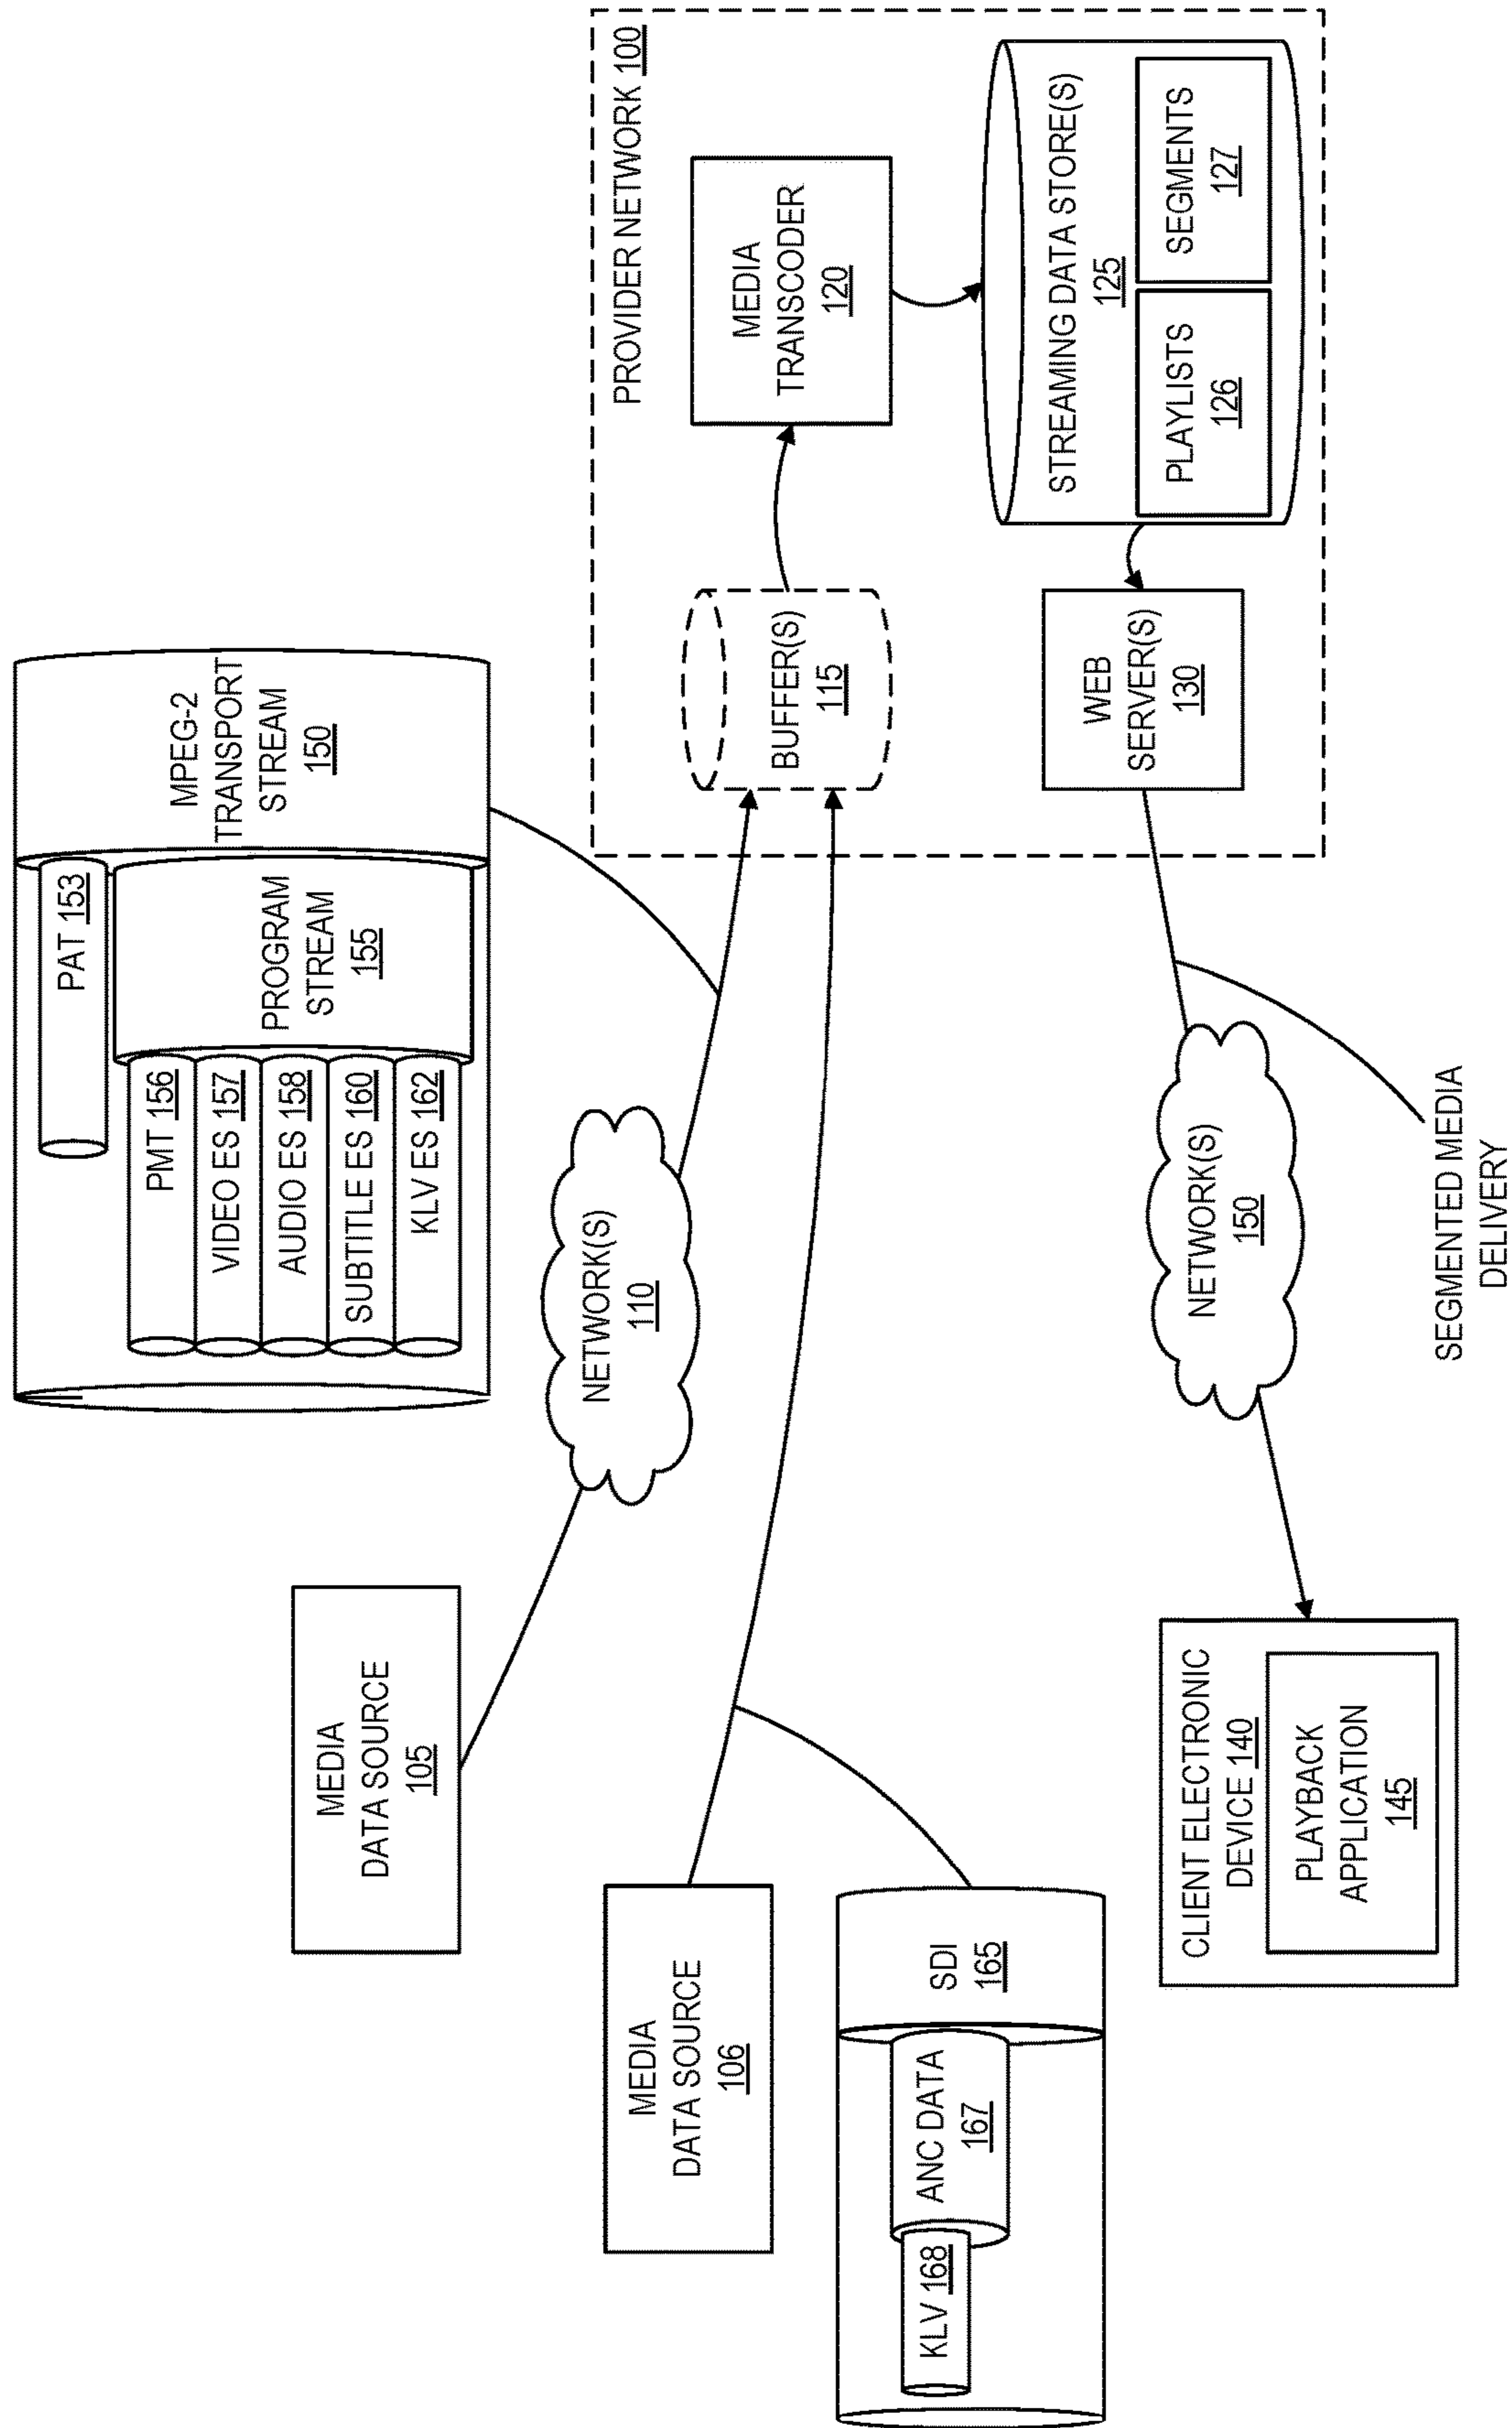 MPEG-2
TRANSPORT
STREAM
150
PAT 153
PROGRAM
STREAM
155
PMT 156
VIDEO ES 157
AUDIO ES 158
SUBTITLE ES 160
KLV ES 162
MEDIA
DATA SOURCE
105
NETWORK(S)
110
PROVIDER NETWORK 100
BUFFER(S)
115
MEDIA
TRANSCODER
120
MEDIA
DATA SOURCE
106
SDI
165
ANC DATA
167
KLV 168
STREAMING DATA STORE(S)
125
PLAYLISTS
126
SEGMENTS
127
WEB
SERVER(S)
130
NETWORK(S)
150
CLIENT ELECTRONIC
DEVICE 140
PLAYBACK
APPLICATION
145
SEGMENTED MEDIA
DELIVERY